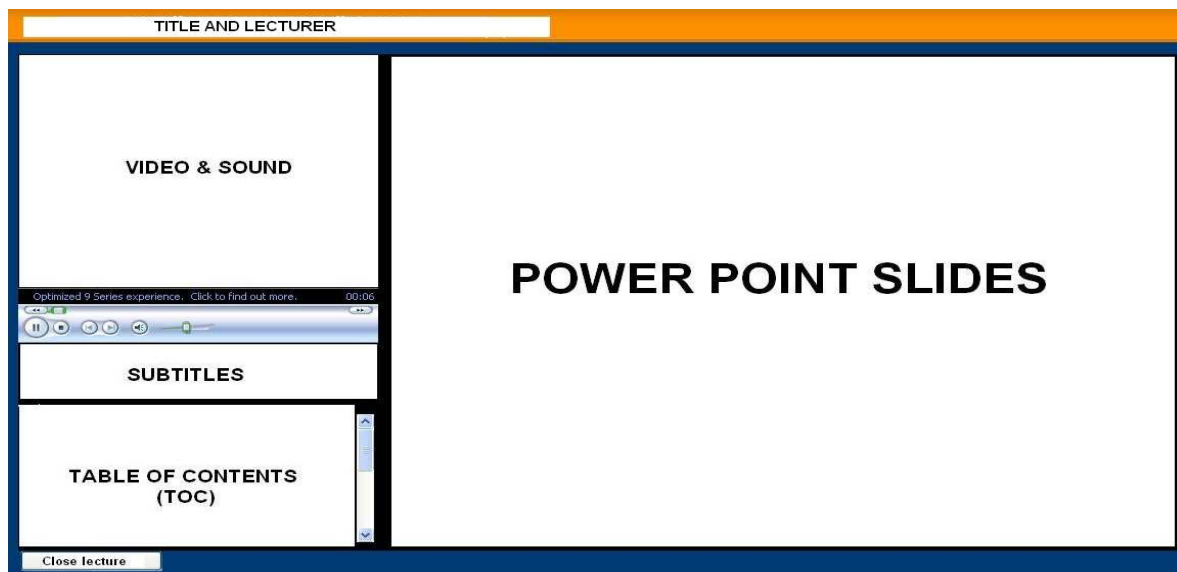 TITLE AND LECTURER
VIDEO & SOUND
Optimized 9 Series experience. Click to find out more. 00:06
SUBTITLES
TABLE OF CONTENTS
(TOC)
Close lecture
POWER POINT SLIDES